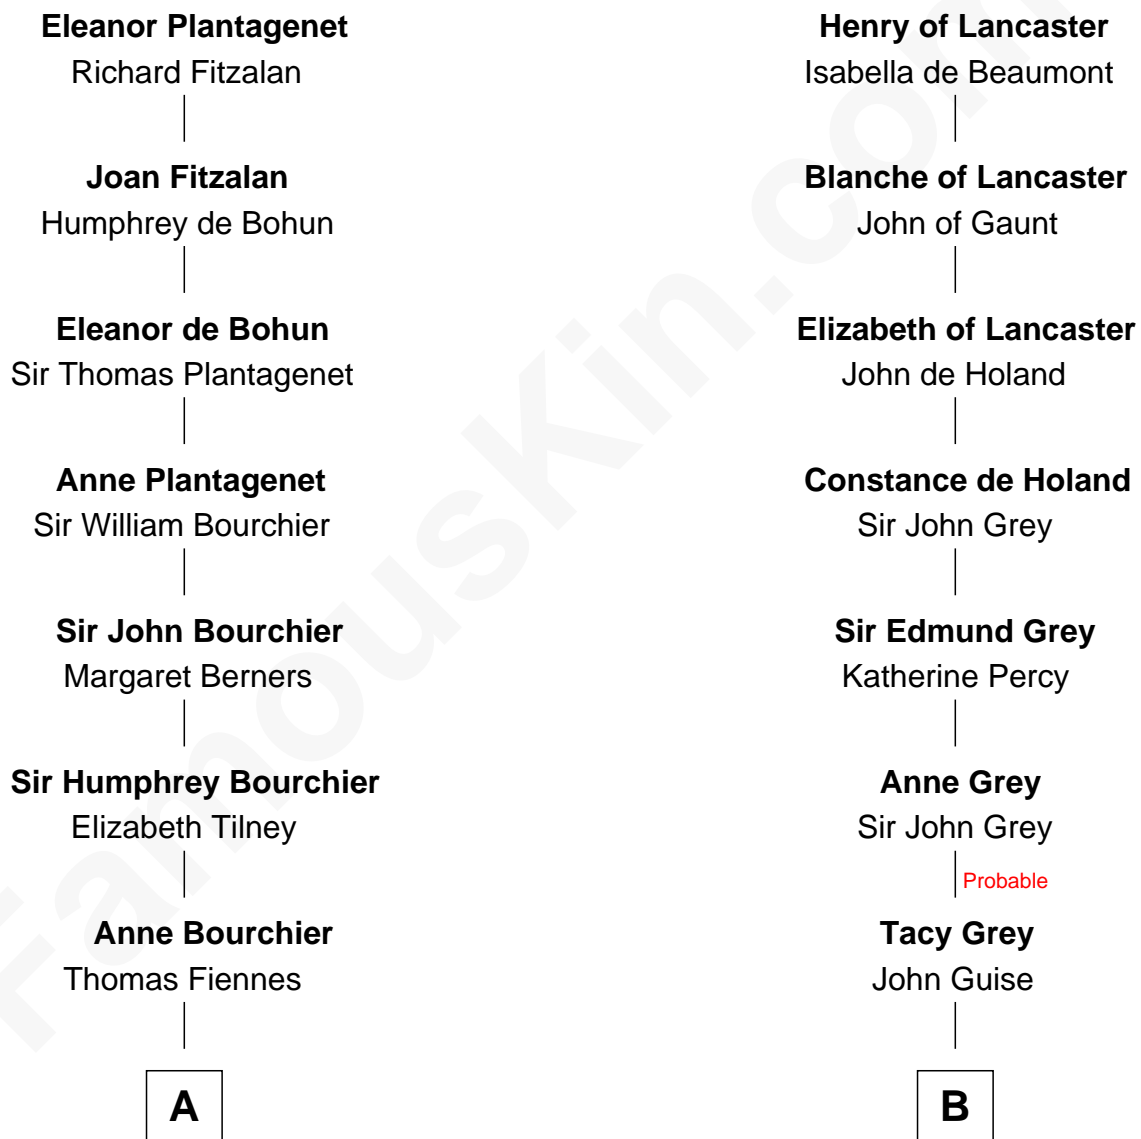 Eleanor Plantagenet
Richard Fitzalan
Joan Fitzalan
Humphrey de Bohun
Eleanor de Bohun
Sir Thomas Plantagenet
Anne Plantagenet
Sir William Bourchier
Sir John Bourchier
Margaret Berners
Sir Humphrey Bourchier
Elizabeth Tilney
Anne Bourchier
Thomas Fiennes
A
Henry of Lancaster
Isabella de Beaumont
Blanche of Lancaster
John of Gaunt
Elizabeth of Lancaster
John de Holand
Constance de Holand
Sir John Grey
Sir Edmund Grey
Katherine Percy
Anne Grey
Sir John Grey
Probable
Tacy Grey
John Guise
B
FamousKin.com